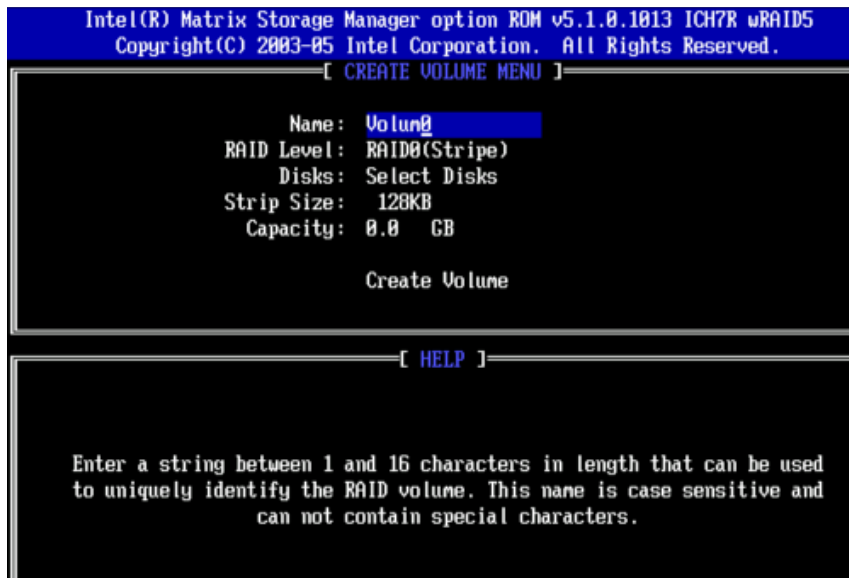 Intel(R) Matrix Storage Manager option ROM v5.1.0.1013 ICH7R wRAID5
Copyright(C) 2003-05 Intel Corporation. All Rights Reserved.
[ CREATE VOLUME MENU ]
Name: Volum0
RAID Level: RAID0(Stripe)
Disks: Select Disks
Strip Size: 128KB
Capacity: 0.0 GB
Create Volume
[ HELP ]
Enter a string between 1 and 16 characters in length that can be used
to uniquely identify the RAID volume. This name is case sensitive and
can not contain special characters.